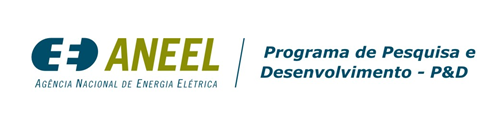 ANEEL
AGÊNCIA NACIONAL DE ENERGIA ELÉTRICA
Programa de Pesquisa e
Desenvolvimento - P&D